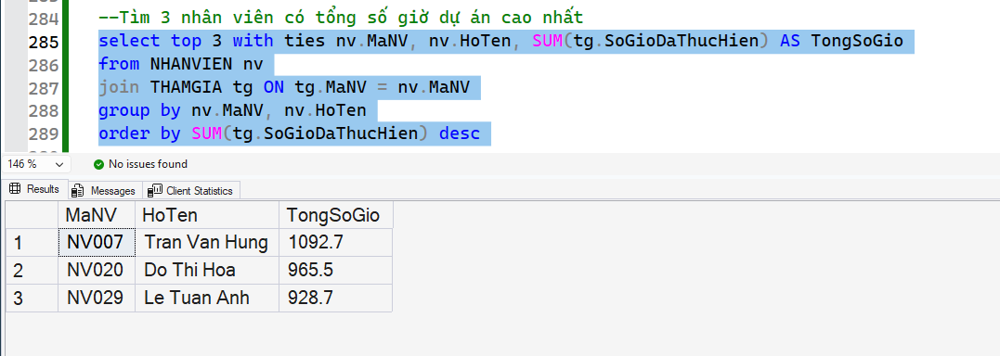 284 --Tìm 3 nhân viên có tổng số giờ dự án cao nhất
285 select top 3 with ties nv.MaNV, nv.HoTen, SUM(tg.SoGioDaThucHien) AS TongSoGio
286 from NHANVIEN nv
287 join THAMGIA tg ON tg.MaNV = nv.MaNV
288 group by nv.MaNV, nv.HoTen
289 order by SUM(tg.SoGioDaThucHien) desc
146 % No issues found
Results Messages Client Statistics
MaNV HoTen TongSoGio
1 NV007 Tran Van Hung 1092.7
2 NV020 Do Thi Hoa 965.5
3 NV029 Le Tuan Anh 928.7